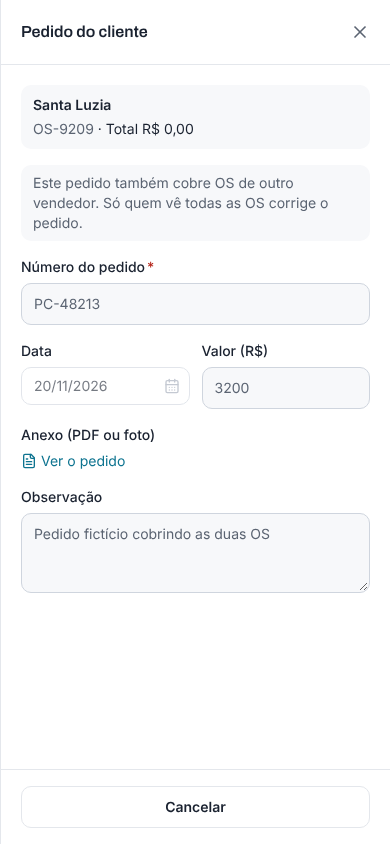 Pedido do cliente
Santa Luzia
OS-9209 · Total R$ 0,00
Este pedido também cobre OS de outro
vendedor. Só quem vê todas as OS corrige o
pedido.
Número do pedido *
PC-48213
Data
Valor (R$)
20/11/2026
3200
Anexo (PDF ou foto)
Ver o pedido
Observação
Pedido fictício cobrindo as duas OS
Cancelar